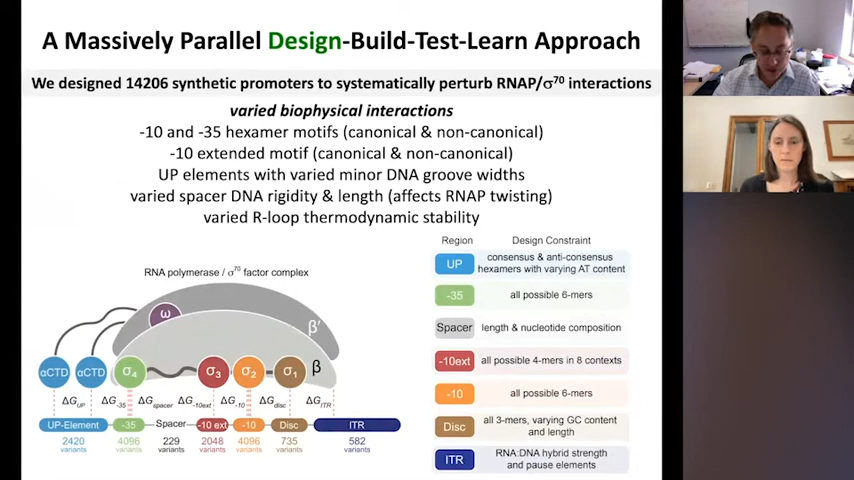 A Massively Parallel Design-Build-Test-Learn Approach
We designed 14206 synthetic promoters to systematically perturb RNAP/σ⁷⁰ interactions
varied biophysical interactions
-10 and -35 hexamer motifs (canonical & non-canonical)
-10 extended motif (canonical & non-canonical)
UP elements with varied minor DNA groove widths
varied spacer DNA rigidity & length (affects RNAP twisting)
varied R-loop thermodynamic stability
RNA polymerase / σ⁷⁰ factor complex
ω
β'
β
αCTD αCTD σ₄ σ₃ σ₂ σ₁
ΔG_UP ΔG_-35 ΔG_spacer ΔG_-10ext ΔG_-10 ΔG_disc ΔG_ITR
UP-Element -35 Spacer -10 ext -10 Disc ITR
2420 4096 229 2048 4096 735 582
variants variants variants variants variants variants variants
Region Design Constraint
UP consensus & anti-consensus
hexamers with varying AT content
-35 all possible 6-mers
Spacer length & nucleotide composition
-10ext all possible 4-mers in 8 contexts
-10 all possible 6-mers
Disc all 3-mers, varying GC content
and length
ITR RNA:DNA hybrid strength
and pause elements